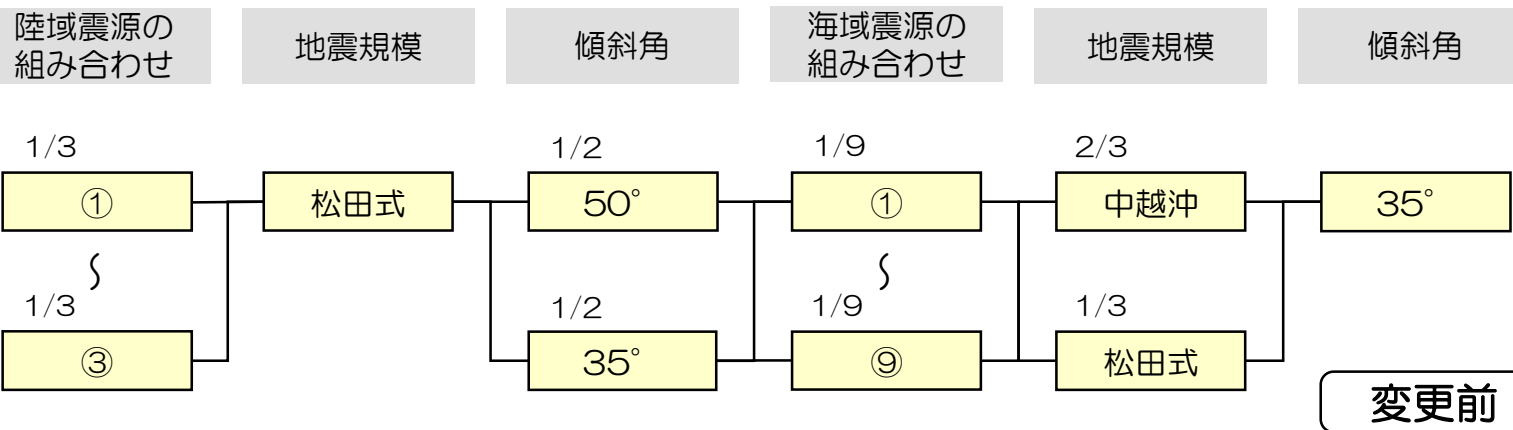 陸域震源の
組み合わせ
地震規模
傾斜角
海域震源の
組み合わせ
地震規模
傾斜角
1/3
1/2
1/9
2/3
①
松田式
50°
①
中越沖
35°
〜
〜
1/3
1/2
1/9
1/3
③
35°
⑨
松田式
変更前